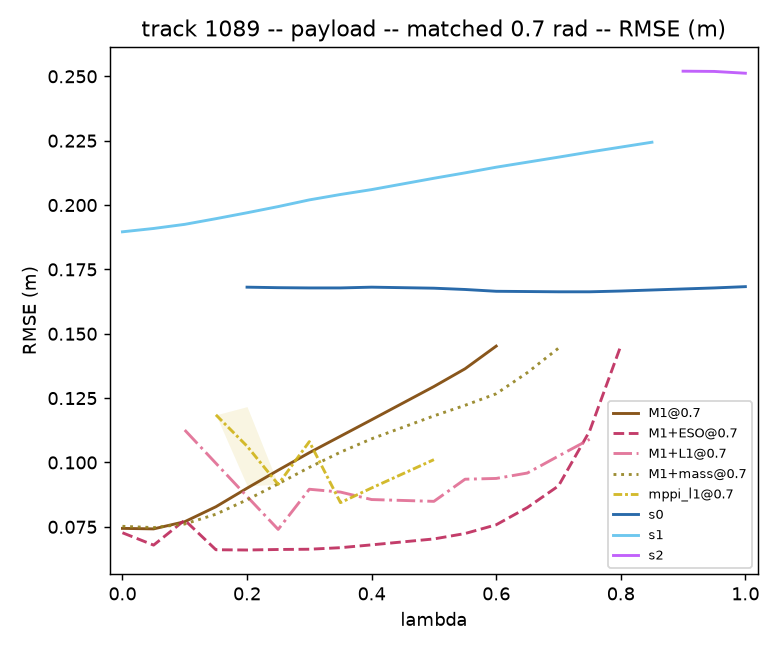 track 1089 -- payload -- matched 0.7 rad -- RMSE (m)
RMSE (m)
0.250
0.225
0.200
0.175
0.150
0.125
0.100
0.075
M1@0.7
M1+ESO@0.7
M1+L1@0.7
M1+mass@0.7
mppi_l1@0.7
s0
s1
s2
0.0 0.2 0.4 0.6 0.8 1.0
lambda